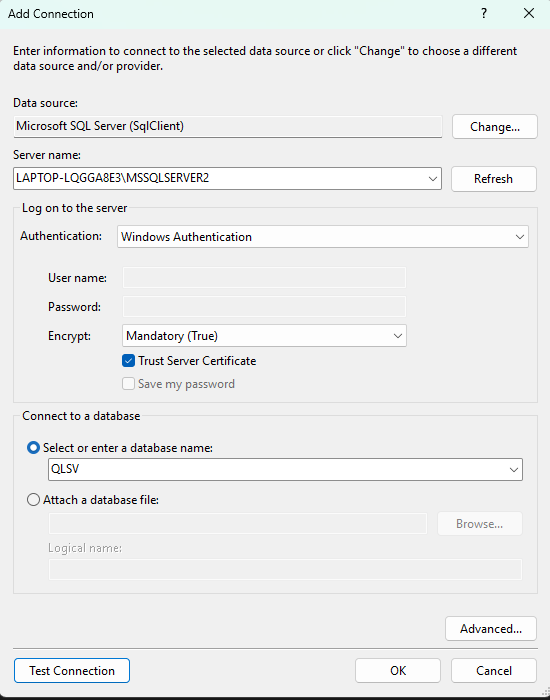 Add Connection
?
Enter information to connect to the selected data source or click "Change" to choose a different
data source and/or provider.
Data source:
Microsoft SQL Server (SqlClient)
Change...
Server name:
LAPTOP-LQGGA8E3\MSSQLSERVER2
Refresh
Log on to the server
Authentication:
Windows Authentication
User name:
Password:
Encrypt:
Mandatory (True)
Trust Server Certificate
Save my password
Connect to a database
Select or enter a database name:
QLSV
Attach a database file:
Browse...
Logical name:
Advanced...
Test Connection
OK
Cancel